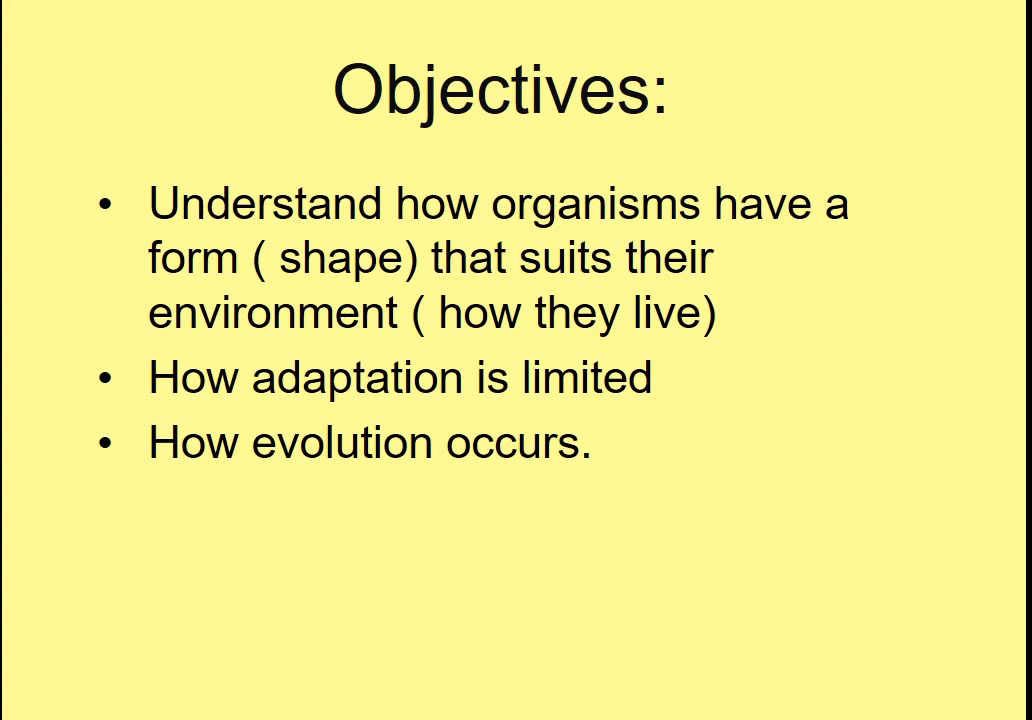 Objectives:
• Understand how organisms have a
form ( shape) that suits their
environment ( how they live)
• How adaptation is limited
• How evolution occurs.